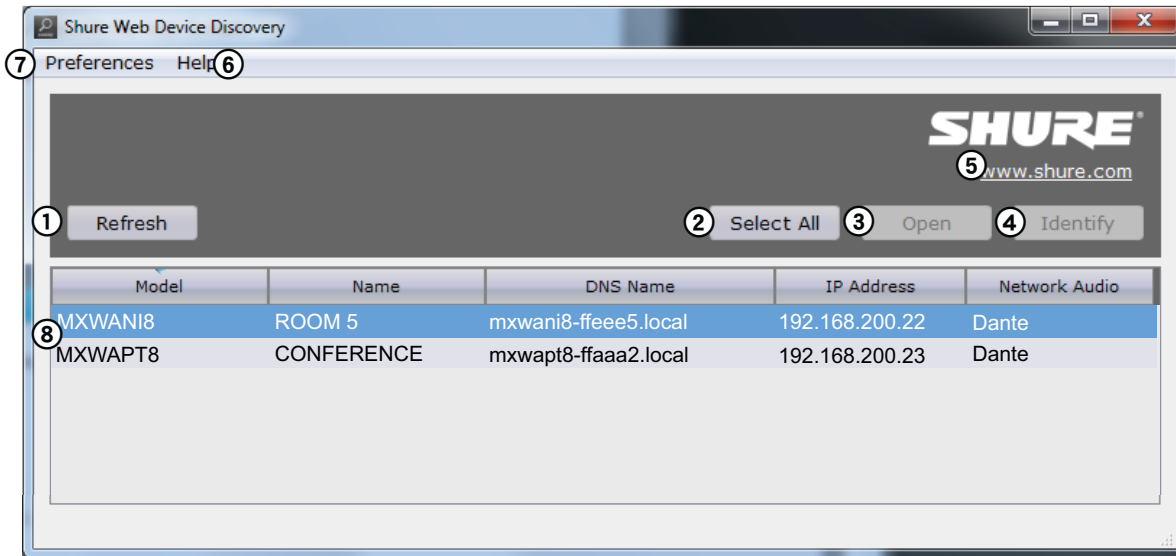 Shure Web Device Discovery
⑦ Preferences Help ⑥
SHURE®
⑤ www.shure.com
① Refresh ② Select All ③ Open ④ Identify
Model Name DNS Name IP Address Network Audio
MXWANI8 ROOM 5 mxwani8-ffeee5.local 192.168.200.22 Dante
⑧
MXWAPT8 CONFERENCE mxwapt8-ffaaa2.local 192.168.200.23 Dante